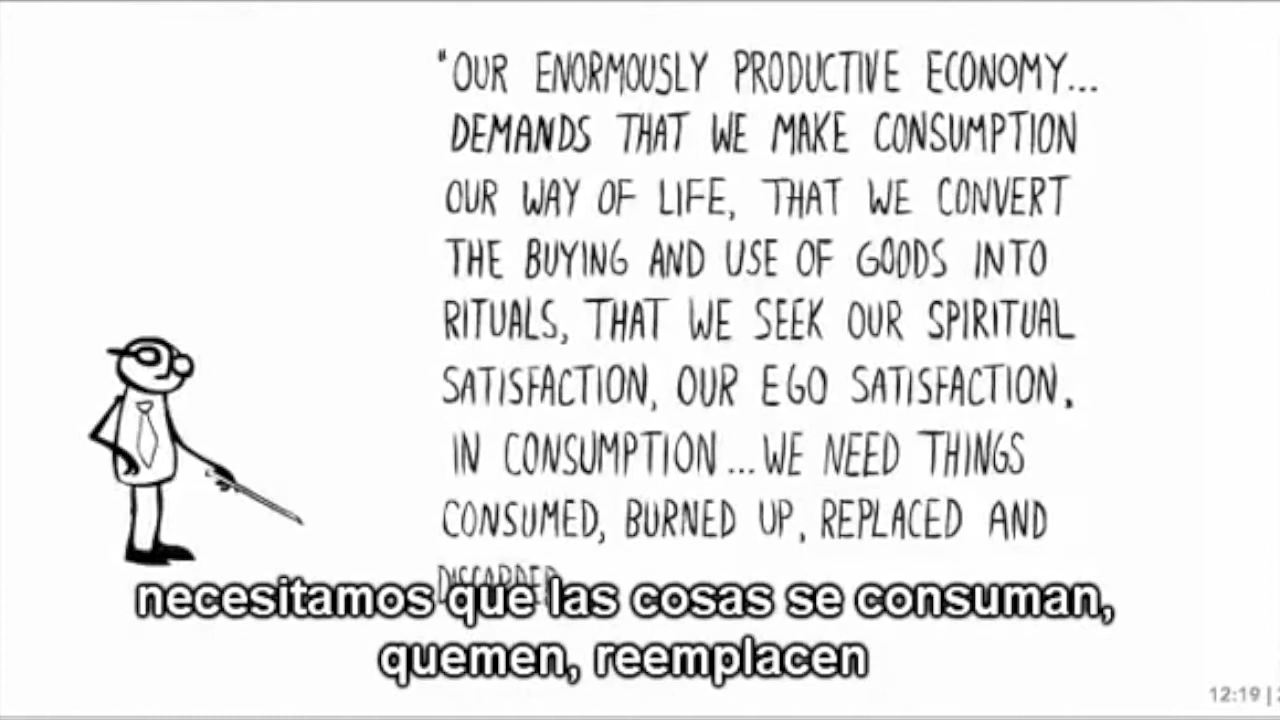 "OUR ENORMOUSLY PRODUCTIVE ECONOMY...
DEMANDS THAT WE MAKE CONSUMPTION
OUR WAY OF LIFE, THAT WE CONVERT
THE BUYING AND USE OF GOODS INTO
RITUALS, THAT WE SEEK OUR SPIRITUAL
SATISFACTION, OUR EGO SATISFACTION,
IN CONSUMPTION...WE NEED THINGS
CONSUMED, BURNED UP, REPLACED AND
DISCARDED
necesitamos que las cosas se consuman,
quemen, reemplacen
12:19 |